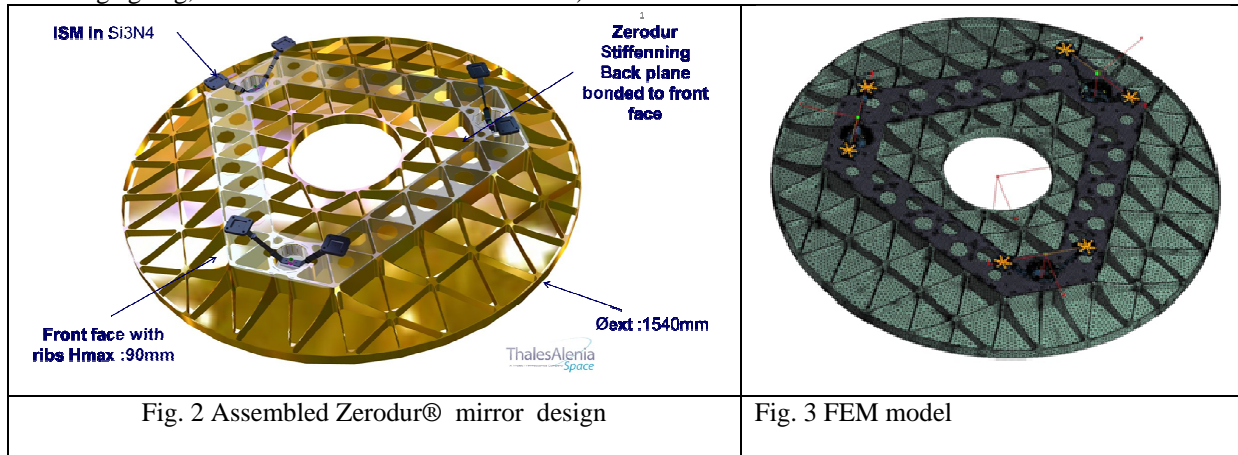 1
ISM in Si3N4
Zerodur
Stiffenning
Back plane
bonded to front
face
Front face with
ribs Hmax :90mm
Øext :1540mm
ThalesAlenia
Space
Fig. 2 Assembled Zerodur® mirror design
Fig. 3 FEM model